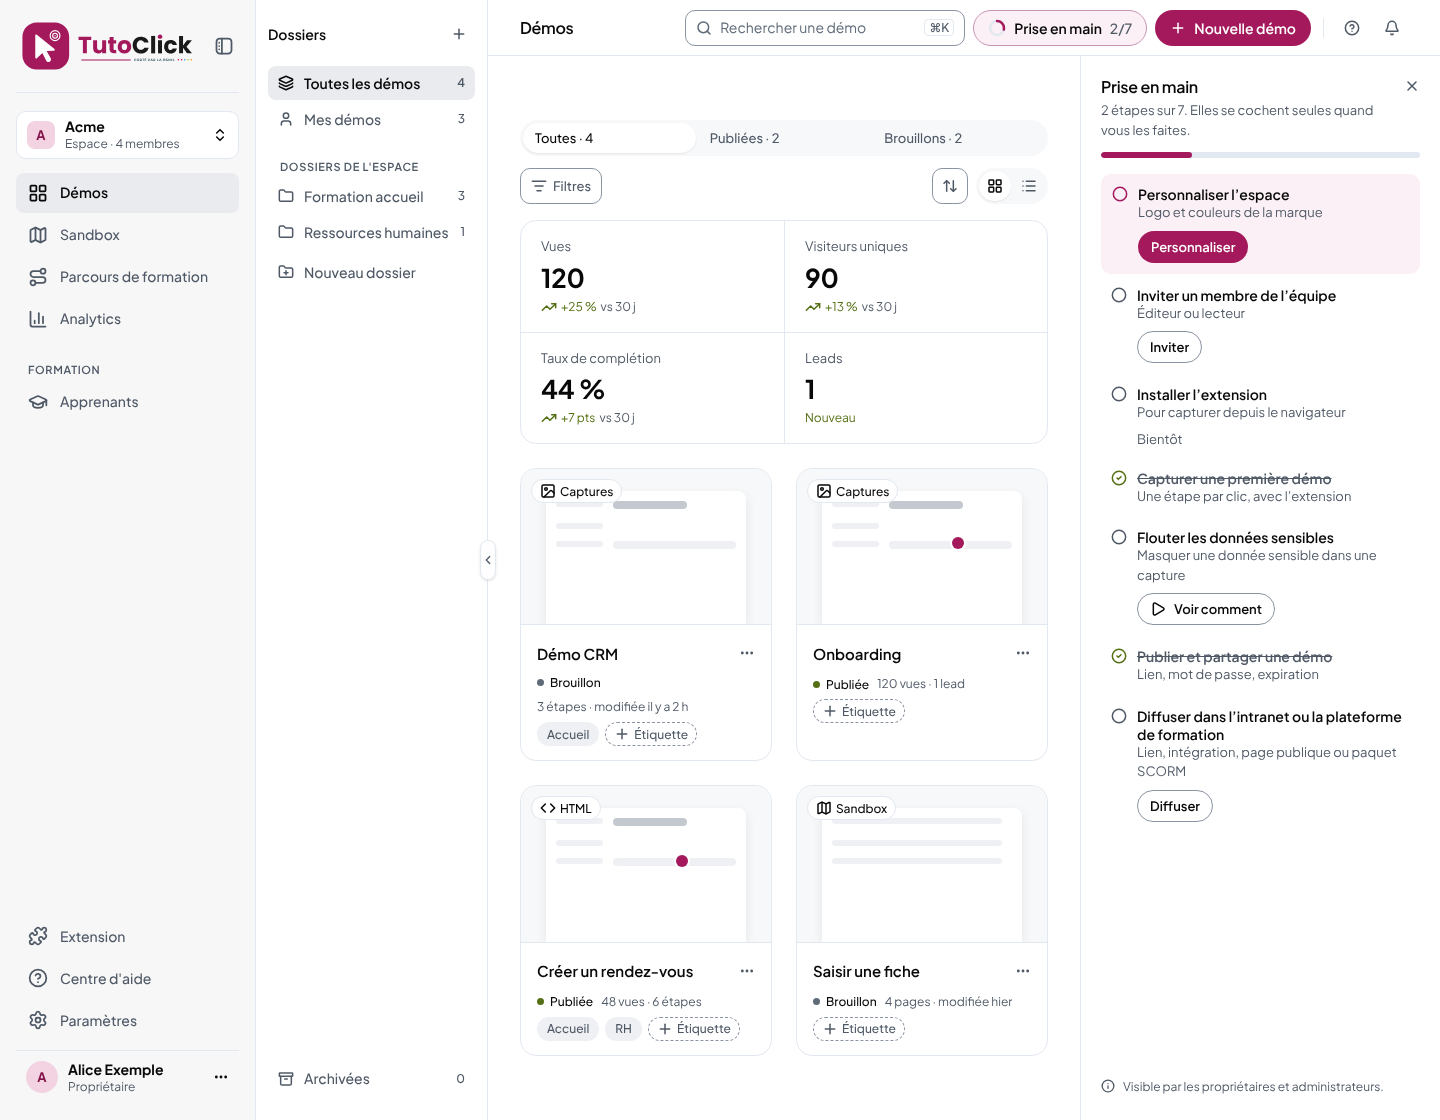 TutoClick
Acme
Espace · 4 membres
Démos
Sandbox
Parcours de formation
Analytics
FORMATION
Apprenants
Extension
Centre d'aide
Paramètres
A
Alice Exemple
Propriétaire
Dossiers
Toutes les démos 4
Mes démos 3
DOSSIERS DE L'ESPACE
Formation accueil 3
Ressources humaines 1
Nouveau dossier
Archivées 0
Démos
Rechercher une démo ⌘K
Prise en main 2/7
Nouvelle démo
Toutes · 4
Publiées · 2
Brouillons · 2
Filtres
Vues
120
+25 % vs 30 j
Visiteurs uniques
90
+13 % vs 30 j
Taux de complétion
44 %
+7 pts vs 30 j
Leads
1
Nouveau
Captures
Démo CRM
Brouillon
3 étapes · modifiée il y a 2 h
Accueil
Étiquette
Captures
Onboarding
Publiée 120 vues · 1 lead
Étiquette
HTML
Créer un rendez-vous
Publiée 48 vues · 6 étapes
Accueil RH Étiquette
Sandbox
Saisir une fiche
Brouillon 4 pages · modifiée hier
Étiquette
Prise en main
2 étapes sur 7. Elles se cochent seules quand
vous les faites.
Personnaliser l’espace
Logo et couleurs de la marque
Personnaliser
Inviter un membre de l’équipe
Éditeur ou lecteur
Inviter
Installer l’extension
Pour capturer depuis le navigateur
Bientôt
Capturer une première démo
Une étape par clic, avec l’extension
Flouter les données sensibles
Masquer une donnée sensible dans une
capture
Voir comment
Publier et partager une démo
Lien, mot de passe, expiration
Diffuser dans l’intranet ou la plateforme
de formation
Lien, intégration, page publique ou paquet
SCORM
Diffuser
Visible par les propriétaires et administrateurs.